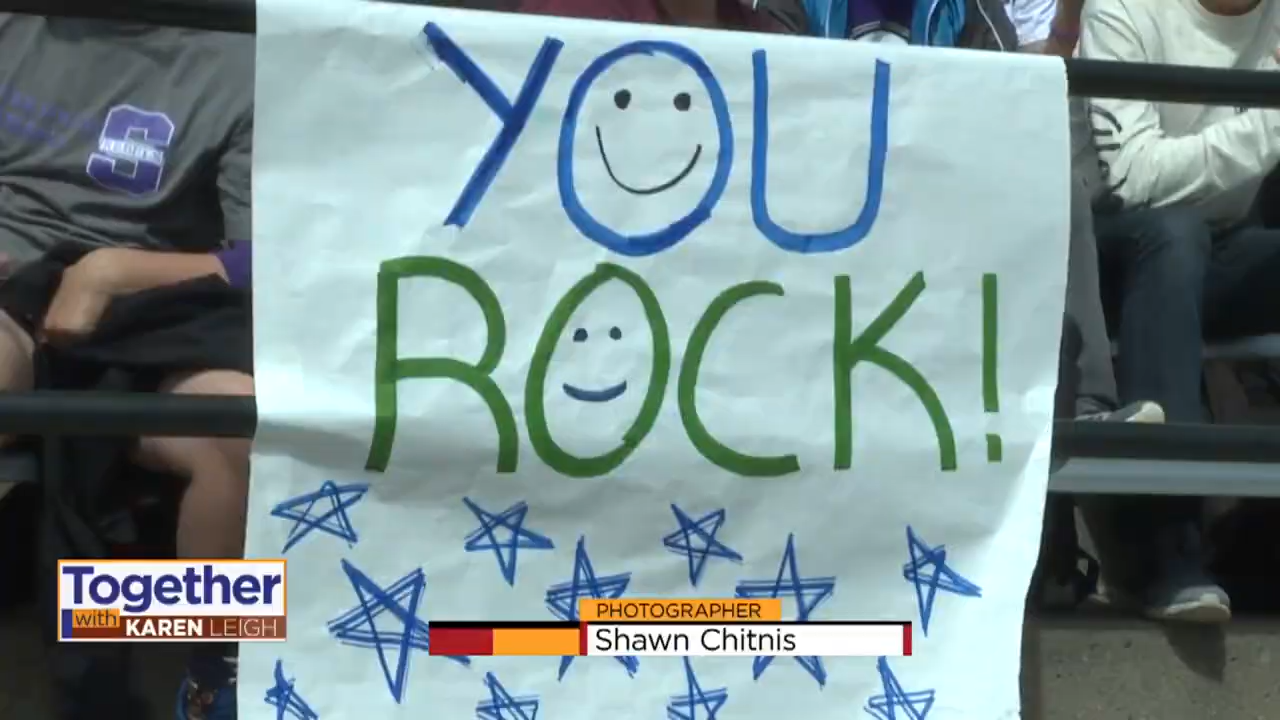 YOU
ROCK!
S
Together
with KAREN LEIGH
PHOTOGRAPHER
Shawn Chitnis